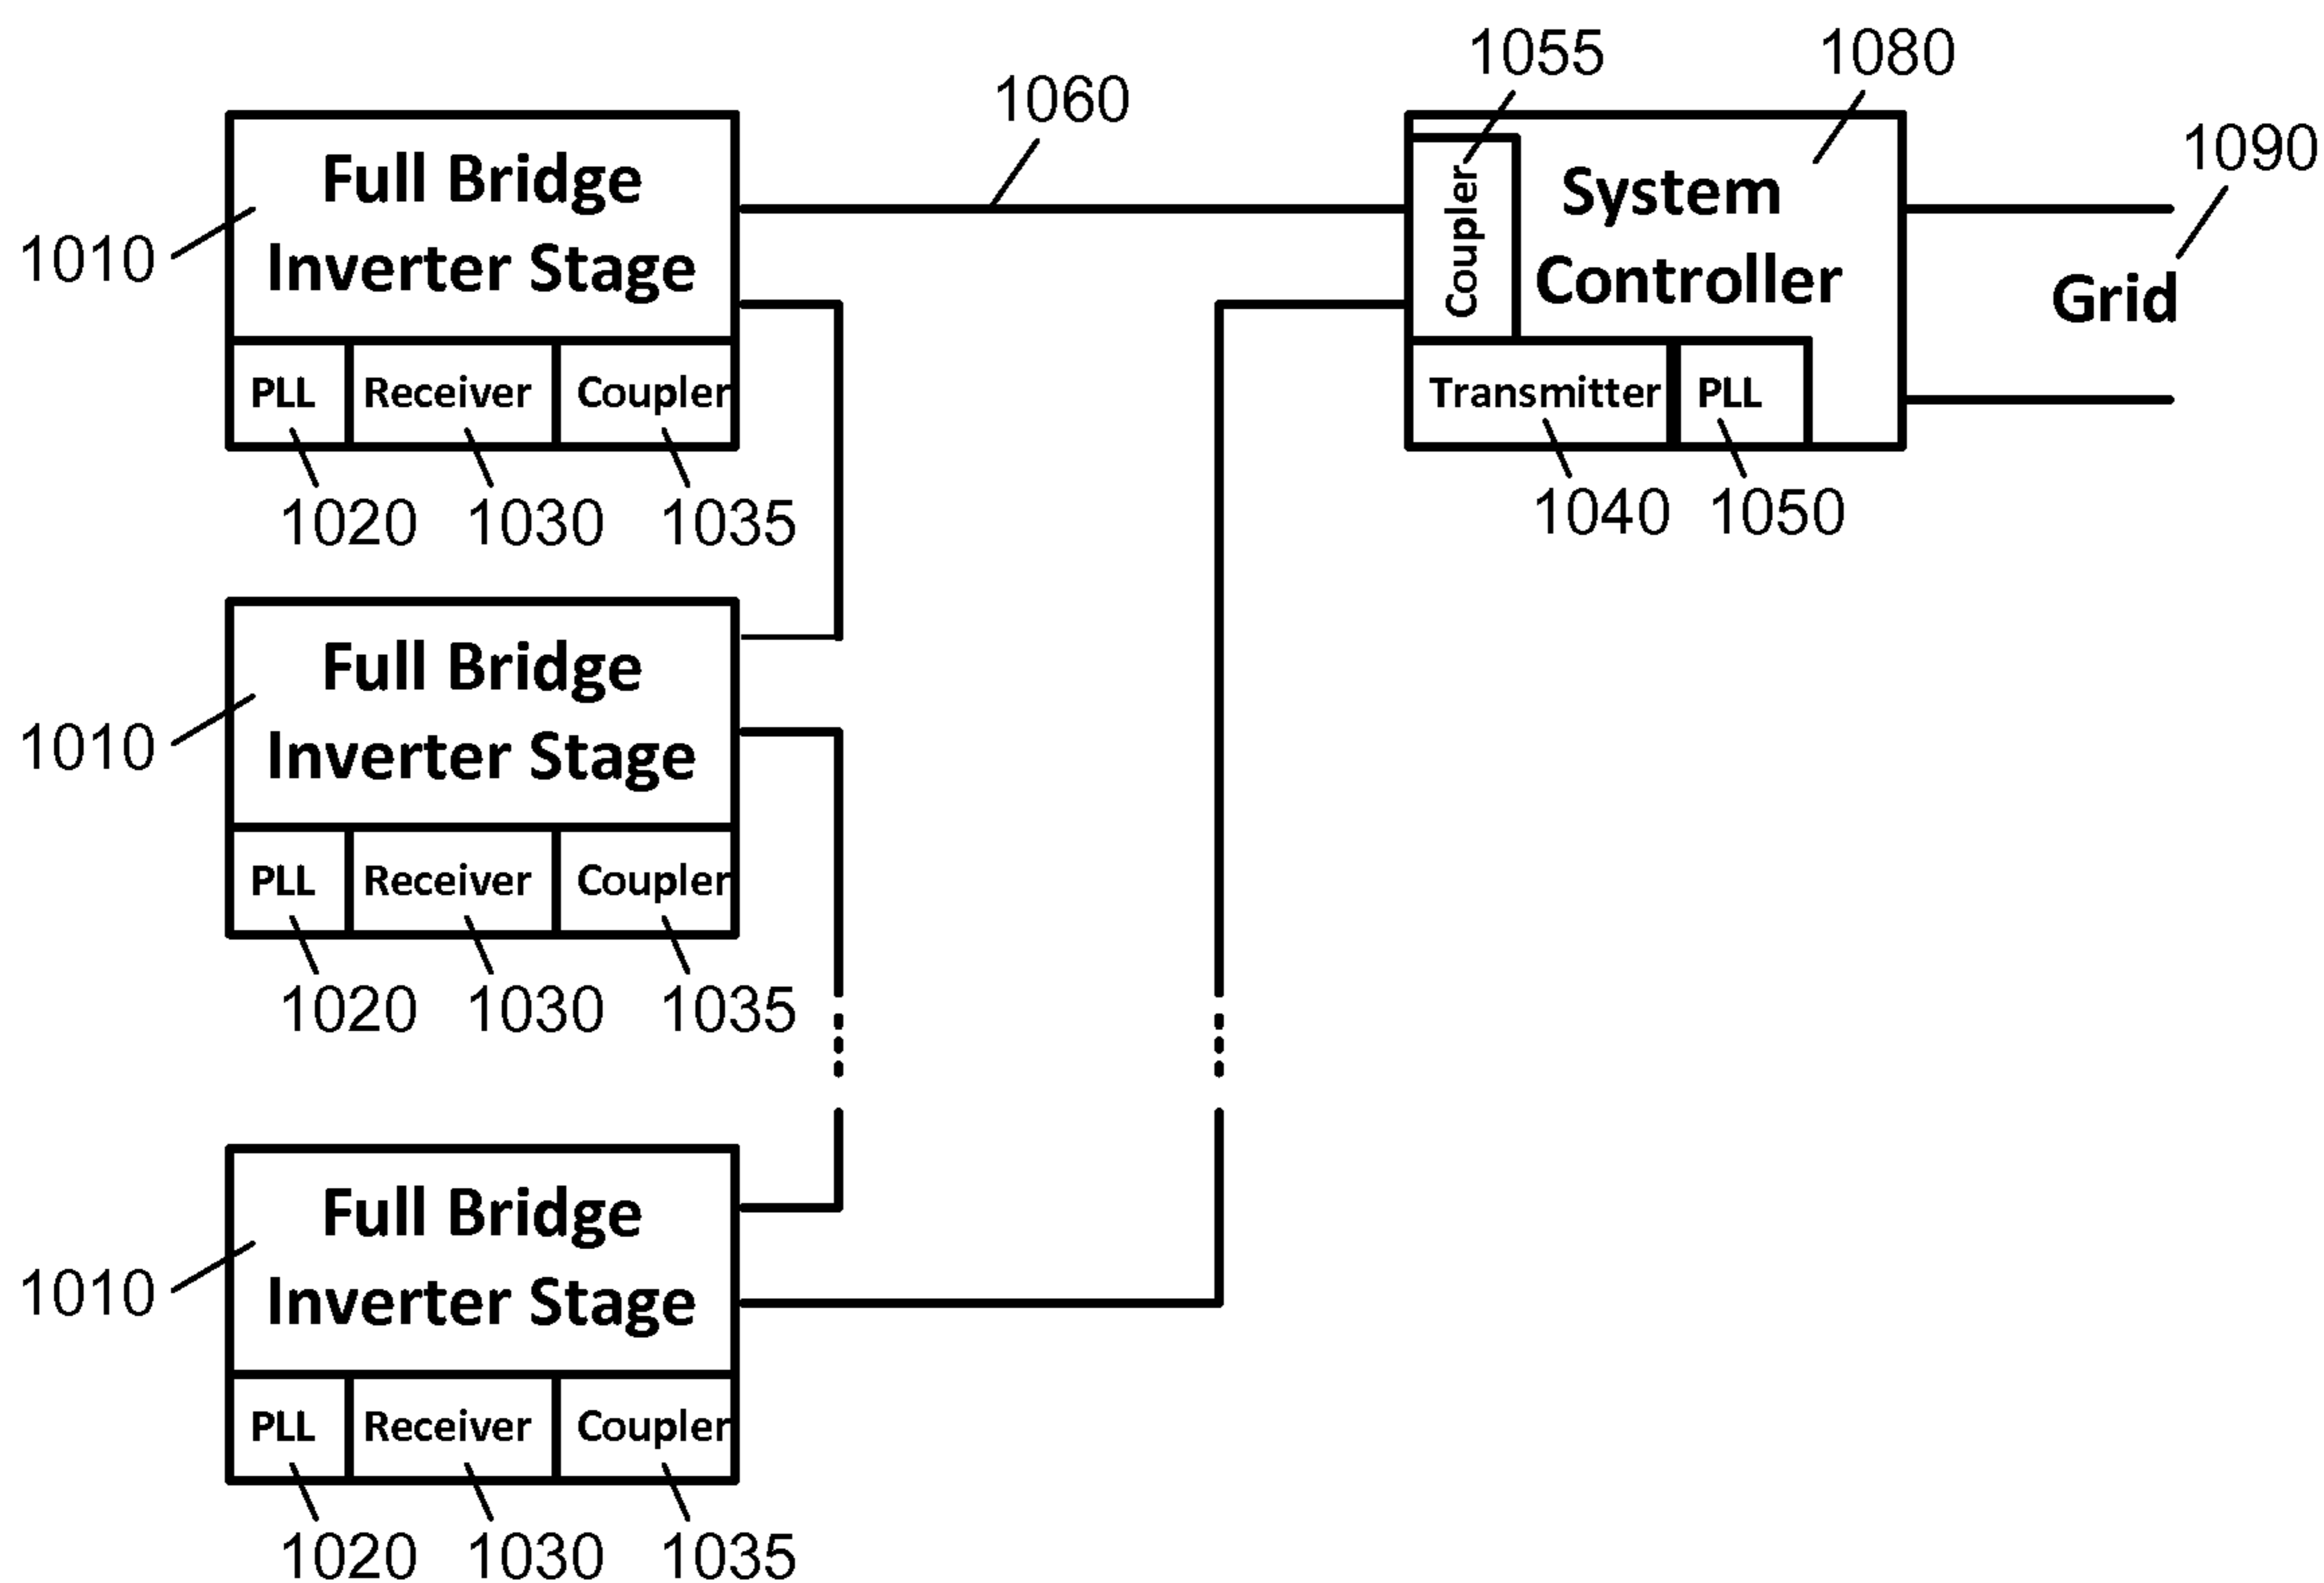 1055
1080
1060
1090
Full Bridge
Inverter Stage
1010
PLL
Receiver
Coupler
1020
1030
1035
Coupler
System
Controller
Transmitter
PLL
1040
1050
Grid
Full Bridge
Inverter Stage
1010
PLL
Receiver
Coupler
1020
1030
1035
Full Bridge
Inverter Stage
1010
PLL
Receiver
Coupler
1020
1030
1035